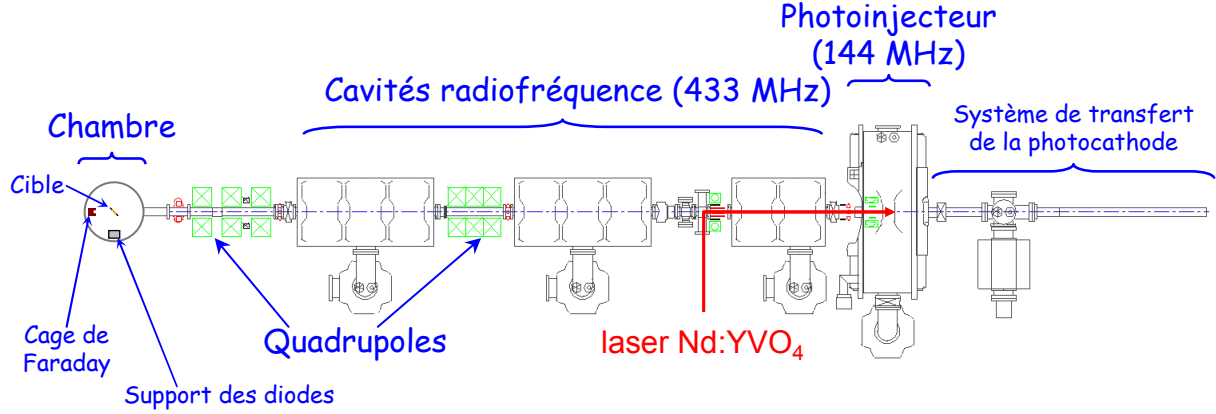 Photoinjecteur
(144 MHz)
Cavités radiofréquence (433 MHz)
Chambre
Système de transfert
de la photocathode
Cible
Cage de
Faraday
Quadrupoles
laser Nd:YVO4
Support des diodes